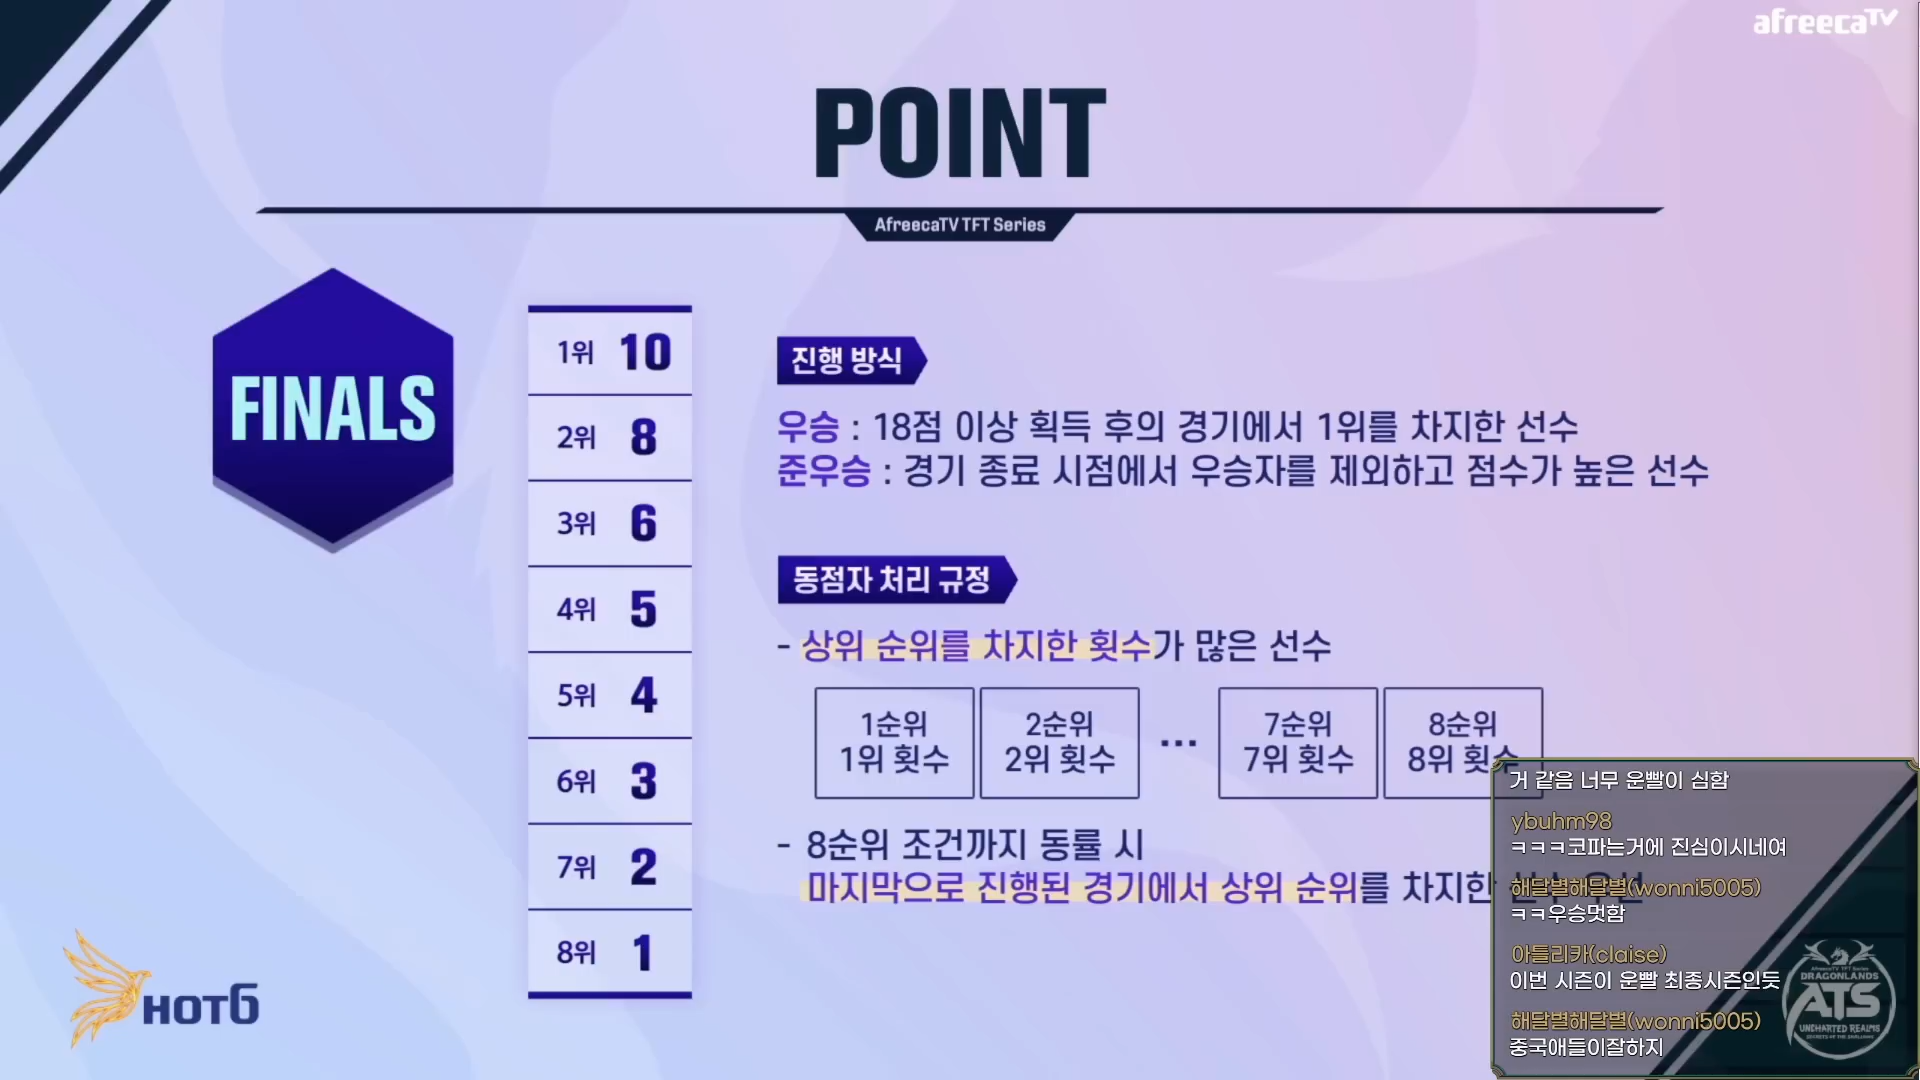 afreecaTV
POINT
AfreecaTV TFT Series
FINALS
1위 10
2위 8
3위 6
4위 5
5위 4
6위 3
7위 2
8위 1
진행 방식
우승 : 18점 이상 획득 후의 경기에서 1위를 차지한 선수
준우승 : 경기 종료 시점에서 우승자를 제외하고 점수가 높은 선수
동점자 처리 규정
- 상위 순위를 차지한 횟수가 많은 선수
1순위
1위 횟수
2순위
2위 횟수
...
7순위
7위 횟수
8순위
8위 횟수
- 8순위 조건까지 동률 시
마지막으로 진행된 경기에서 상위 순위를 차지한 선수 우선
거 같음 너무 운빨이 심함
ybuhm98
ㅋㅋㅋ코파는거에 진심이시네여
해달별해달별(wonni5005)
ㅋㅋ우승멋함
아틀리카(claise)
이번 시즌이 운빨 최종시즌인듯
해달별해달별(wonni5005)
중국애들이잘하지
HOT6
AfreecaTV TFT Series
DRAGONLANDS
ATS
UNCHARTED REALMS